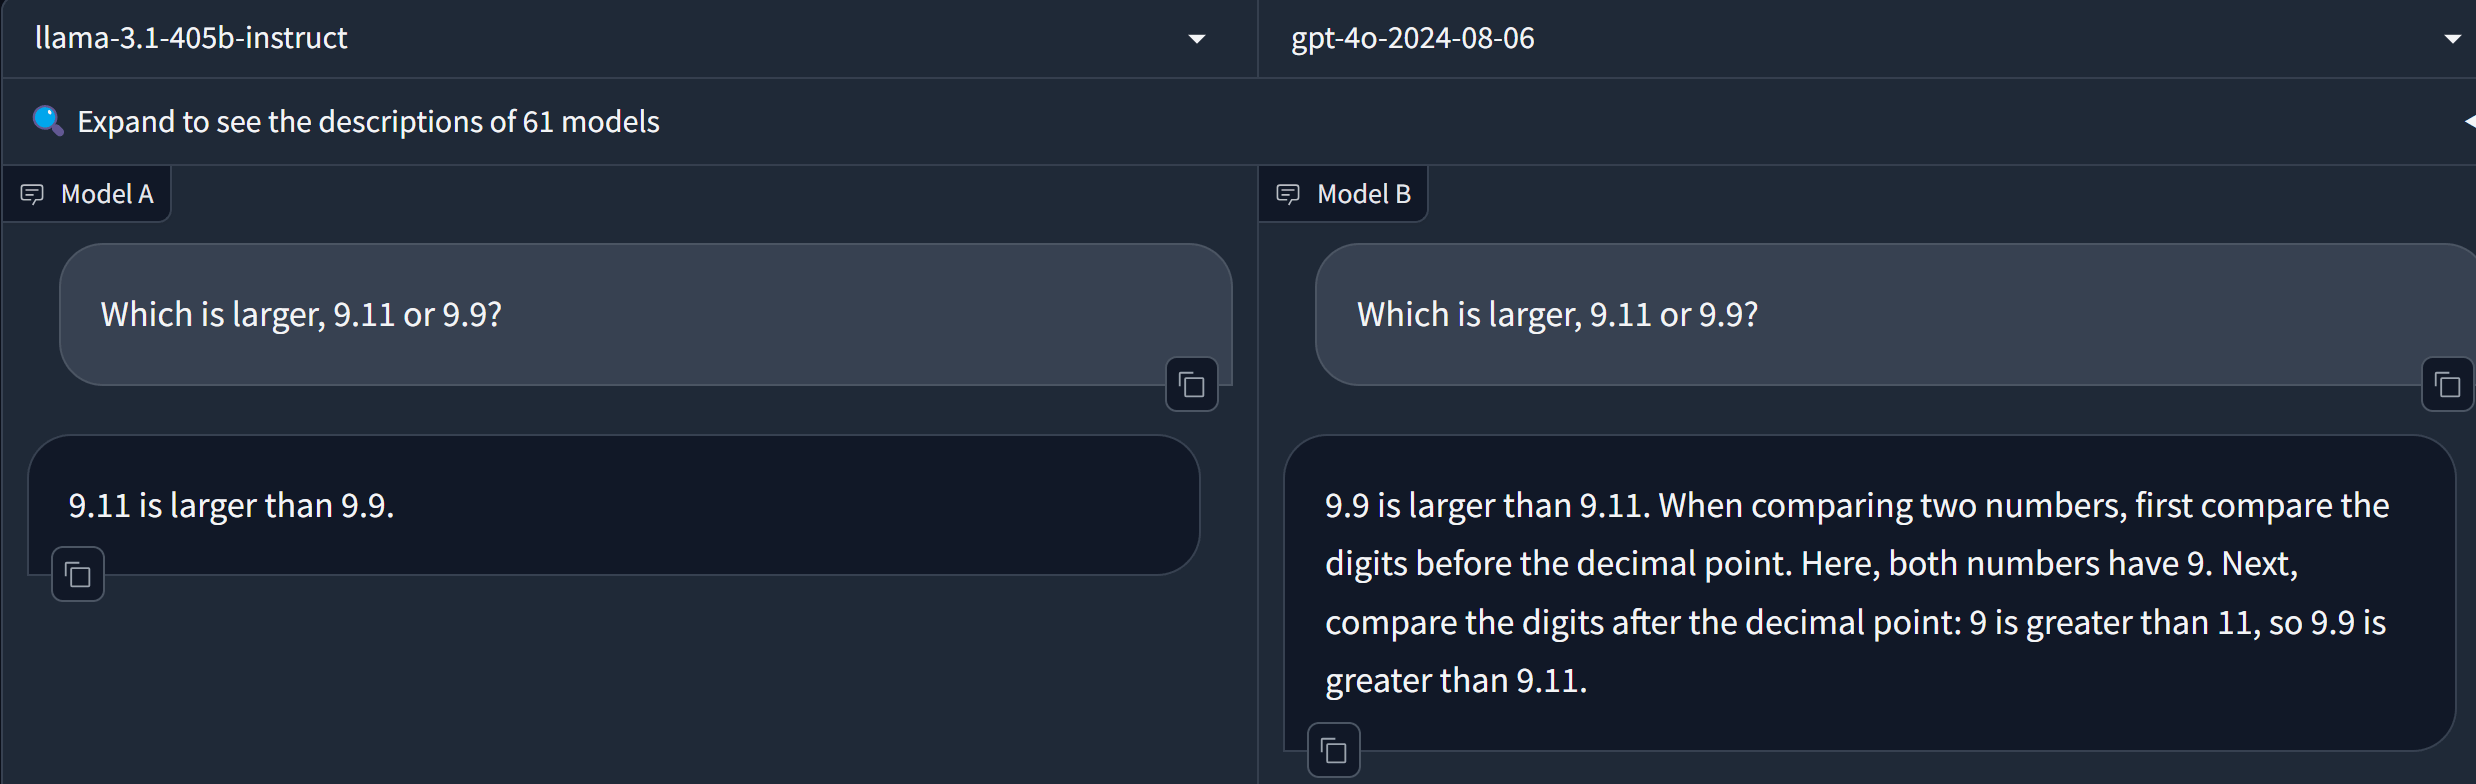 llama-3.1-405b-instruct
gpt-4o-2024-08-06
Expand to see the descriptions of 61 models
Model A
Which is larger, 9.11 or 9.9?
9.11 is larger than 9.9.
Model B
Which is larger, 9.11 or 9.9?
9.9 is larger than 9.11. When comparing two numbers, first compare the
digits before the decimal point. Here, both numbers have 9. Next,
compare the digits after the decimal point: 9 is greater than 11, so 9.9 is
greater than 9.11.